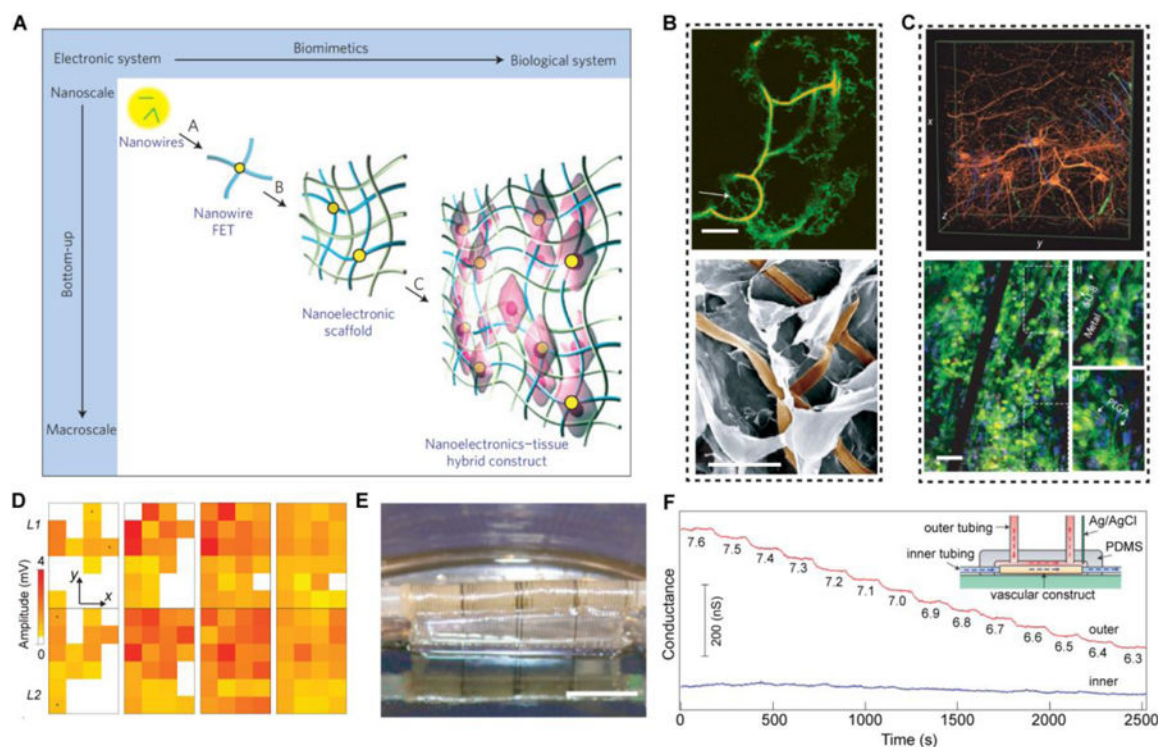 A
Electronic system
Biomimetics
Biological system
Nanoscale
Bottom-up
Macroscale
Nanowires
A
Nanowire
FET
B
Nanoelectronic
scaffold
C
Nanoelectronics–tissue
hybrid construct
B
C
x
z
y
II
Metal
PLGA
D
L1
4
Amplitude (mV)
0
L2
y
x
E
F
Conductance
200 (nS)
7.6
7.5
7.4
7.3
7.2
7.1
7.0
6.9
6.8
6.7
6.6
6.5
6.4
6.3
outer
inner
outer tubing
inner tubing
Ag/AgCl
PDMS
vascular construct
0
500
1000
1500
2000
2500
Time (s)